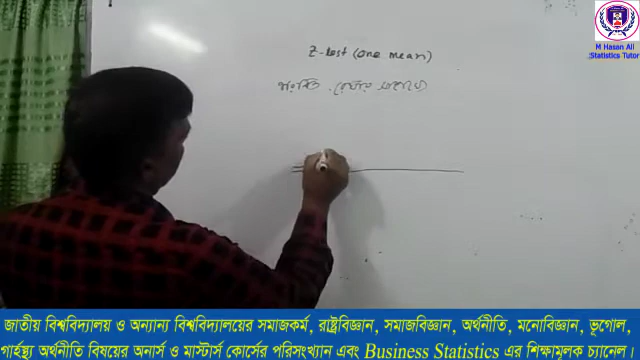 M Hasan Ali
Statistics Tutor
Z-test (One mean)
জাতীয় বিশ্ববিদ্যালয় ও অন্যান্য বিশ্ববিদ্যালয়ের সমাজকর্ম, রাষ্ট্রবিজ্ঞান, সমাজবিজ্ঞান, অর্থনীতি, মনোবিজ্ঞান, ভূগোল,
গার্হস্থ্য অর্থনীতি বিষয়ের অনার্স ও মাস্টার্স কোর্সের পরিসংখ্যান এবং Business Statistics এর শিক্ষামূলক চ্যানেল।